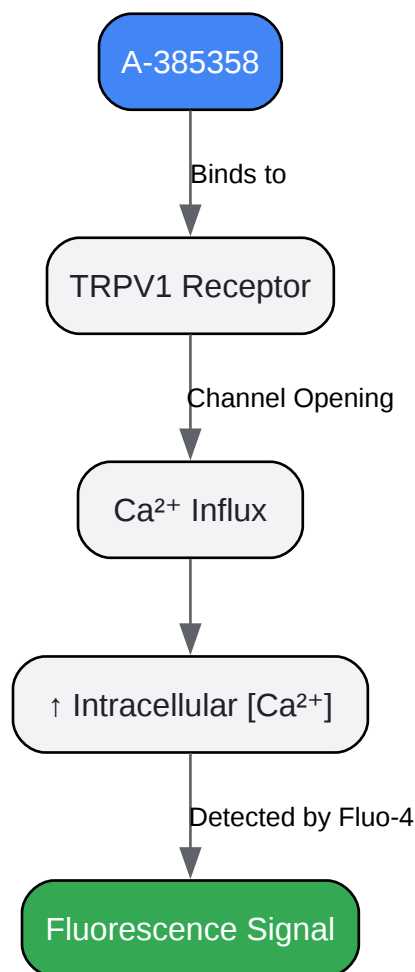 A-385358
Binds to
TRPV1 Receptor
Channel Opening
Ca²⁺ Influx
↑ Intracellular [Ca²⁺]
Detected by Fluo-4
Fluorescence Signal